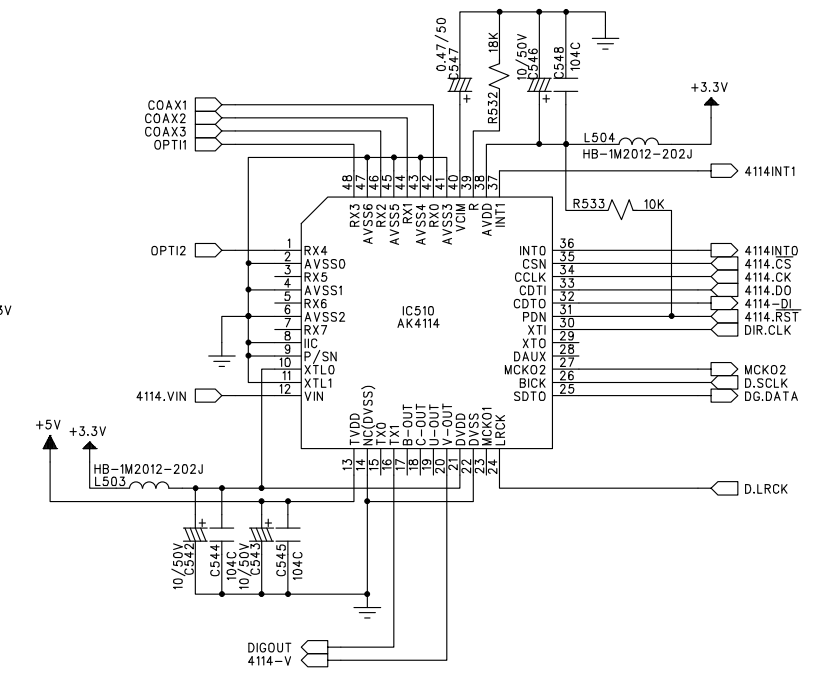 0.47/50
C547
18K
R532
10/50V
C546
C548
104C
+3.3V
L504
HB-1M2012-202J
COAX1
COAX2
COAX3
OPTI1
48
47
46
45
44
43
42
41
40
39
38
37
4114INT1
RX3
AVSS6
RX2
AVSS5
RX1
AVSS4
RX0
AVSS3
VCIM
R
AVDD
INT1
R533
10K
OPTI2
1 RX4
2 AVSS0
3 RX5
4 AVSS1
5 RX6
6 AVSS2
7 RX7
8 IIC
9 P/SN
10 XTL0
11 XTL1
12 VIN
4114.VIN
3V
IC510
AK4114
INT0 36 4114INT0
CSN 35 4114.CS
CCLK 34 4114.CK
CDTI 33 4114.DO
CDTO 32 4114-DI
PDN 31 4114.RST
XTI 30 DIR.CLK
XTO 29
DAUX 28
MCKO2 27 MCKO2
BICK 26 D.SCLK
SDTO 25 DG.DATA
TVDD
NC(DVSS)
TX0
TX1
B-OUT
C-OUT
U-OUT
V-OUT
DVDD
DVSS
MCKO1
LRCK
13
14
15
16
17
18
19
20
21
22
23
24
+5V
+3.3V
HB-1M2012-202J
L503
D.LRCK
10/50V
C542
C544
104C
10/50V
C543
C545
104C
DIGOUT
4114-V